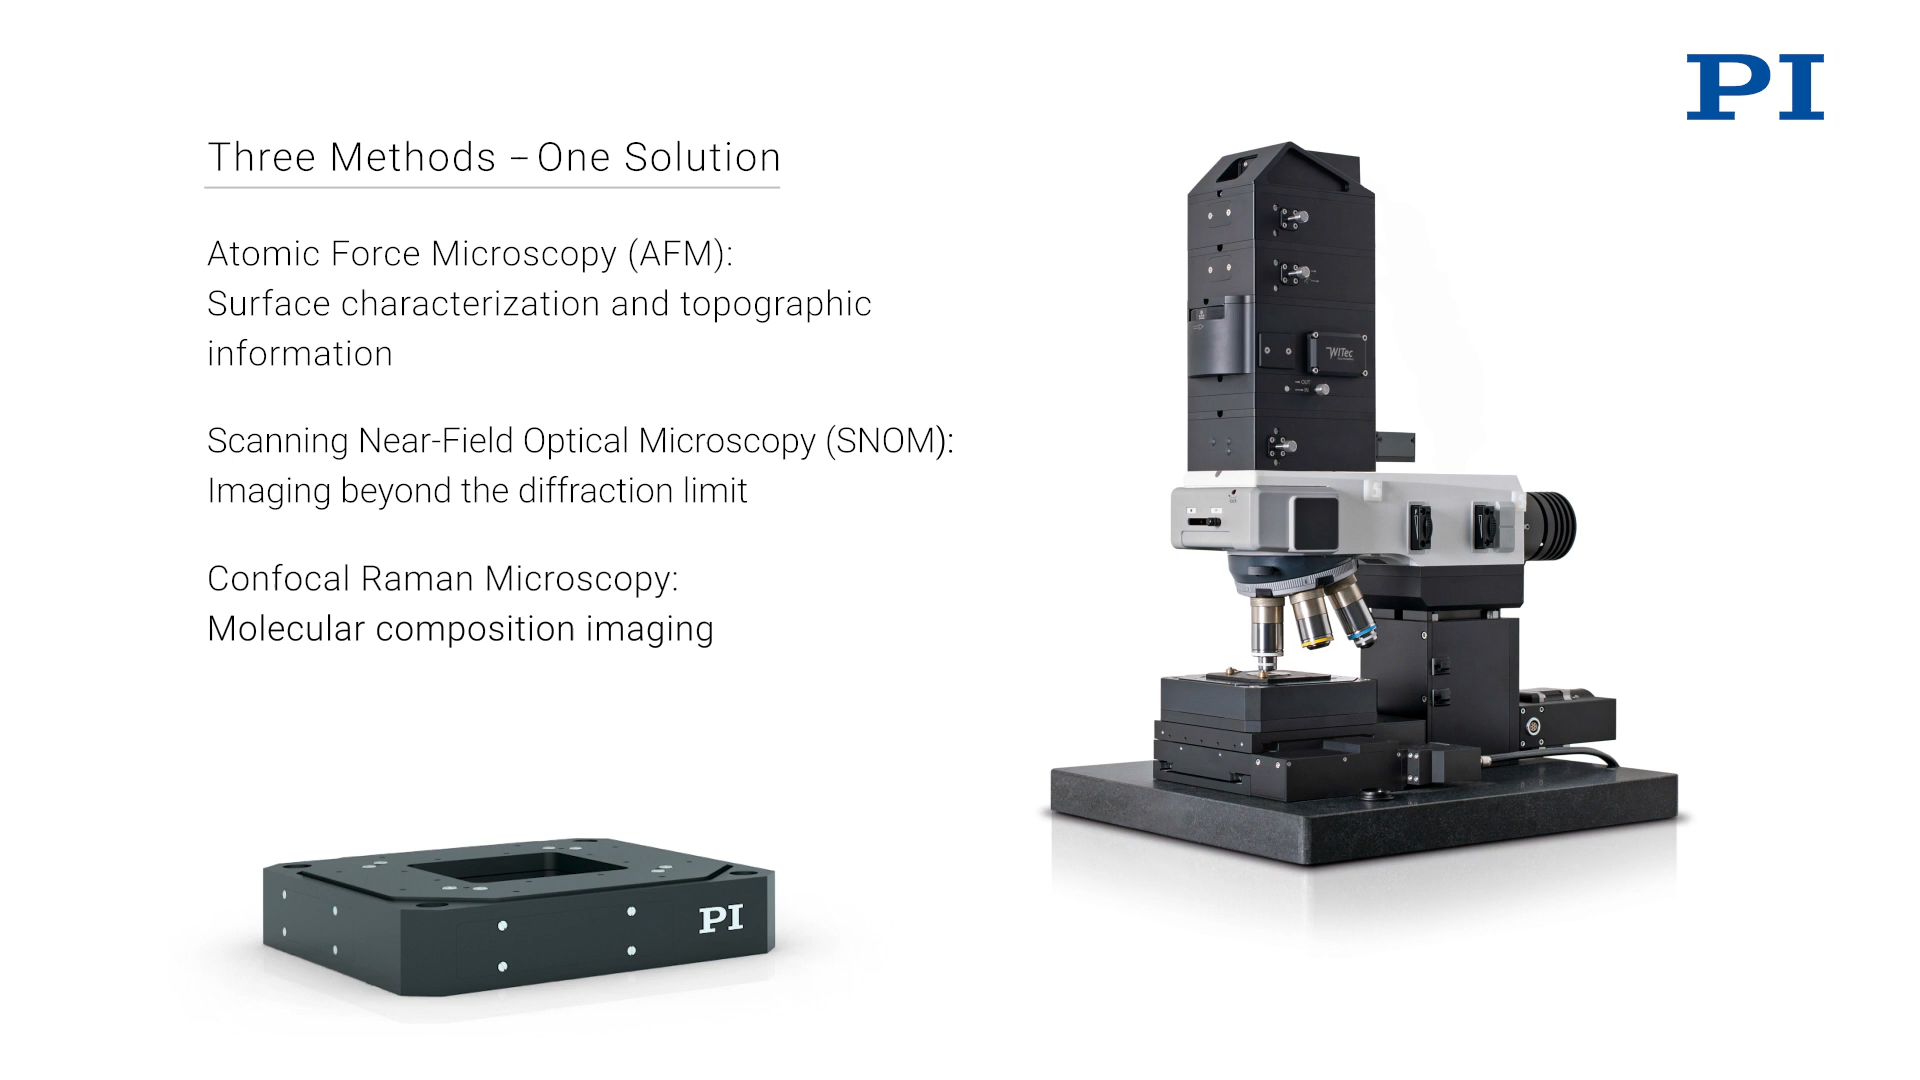 PI
Three Methods – One Solution
Atomic Force Microscopy (AFM):
Surface characterization and topographic
information
Scanning Near-Field Optical Microscopy (SNOM):
Imaging beyond the diffraction limit
Confocal Raman Microscopy:
Molecular composition imaging
WITec
OUT
PI